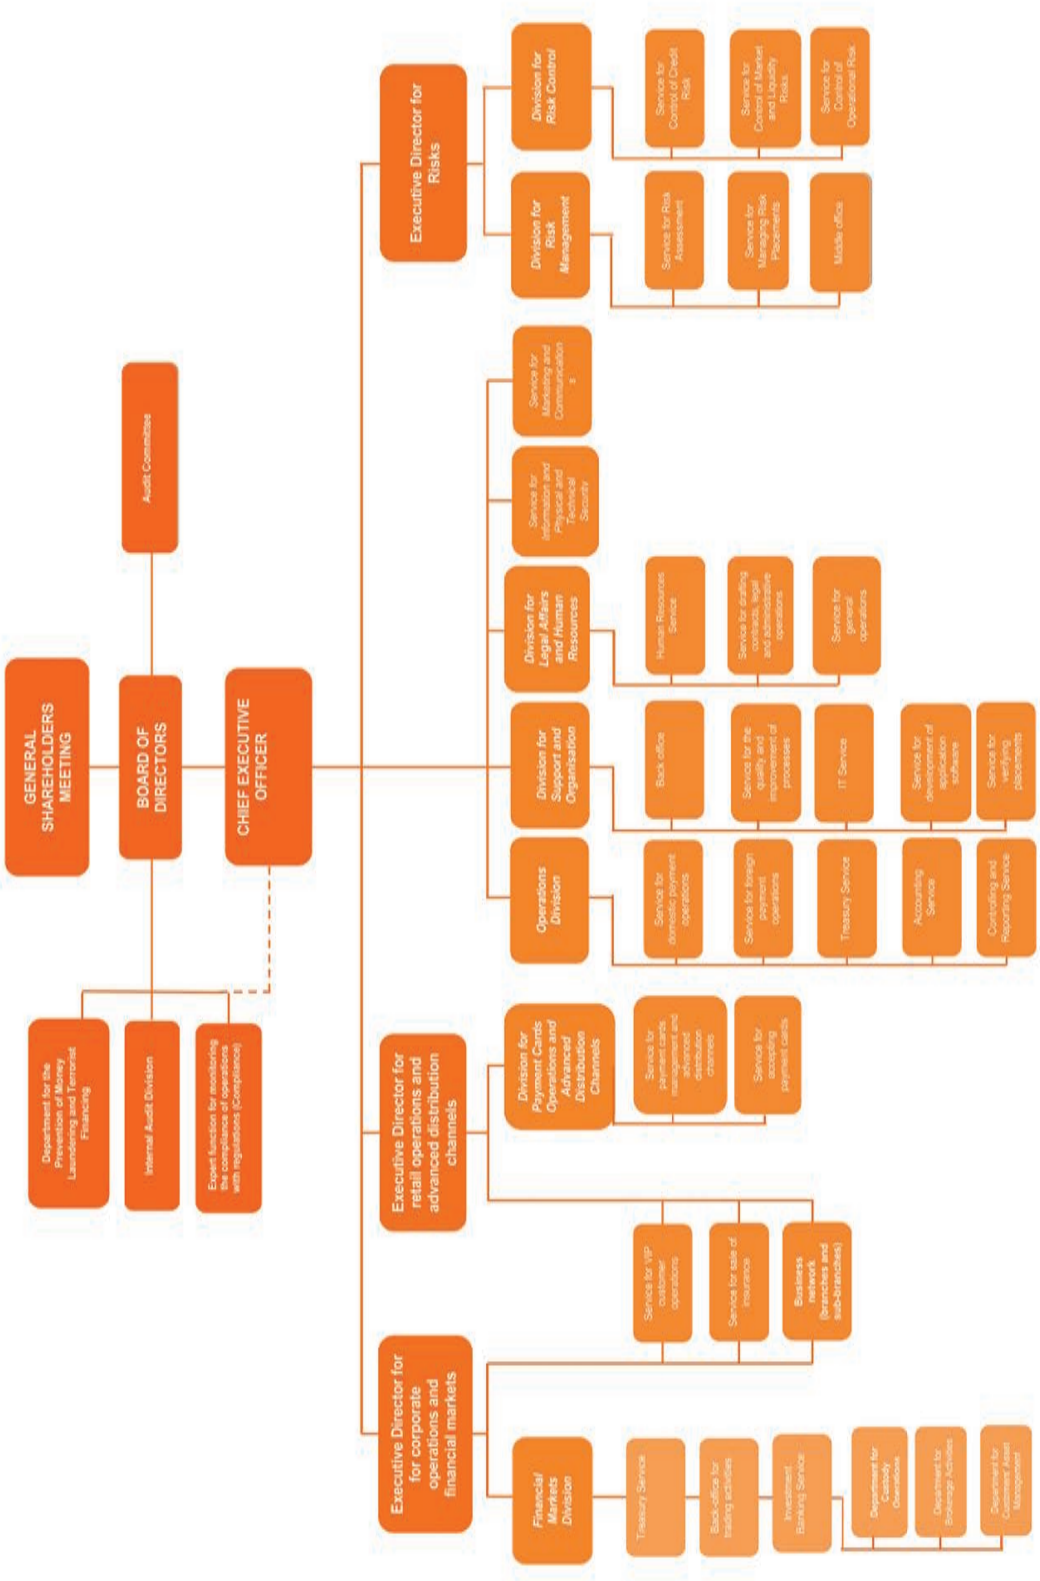 GENERAL
SHAREHOLDERS
MEETING
BOARD OF
DIRECTORS
Audit Committee
CHIEF EXECUTIVE
OFFICER
Department for the
Prevention of Money
Laundering and Terrorist
Financing
Internal Audit Division
Expert function for monitoring
the compliance of operations
with regulations (Compliance)
Executive Director for
for corporate
operations and
financial markets
Executive Director for
retail operations and
advanced distribution
channels
Executive Director for
Risks
Financial
Markets
Division
Division for
Payment Cards
Operations and
Advanced
Distribution
Channels
Operations
Division
Division for
Support and
Organisation
Division for
Legal Affairs
and Human
Resources
Service for
Information and
Physical and
Technical
Security
Service for
Marketing and
Communication
s
Division for
Risk
Management
Division for
Risk Control
Treasury Service
Back-office for
trading activities
Investment
Banking Service
Department for
Custody
Operations
Department for
Brokerage Activities
Department for
Customers' Asset
Management
Service for VIP
customer
operations
Service for sale of
insurance
Business
network
(branches and
sub-branches)
Service for
payment cards
management and
advanced
distribution
channels
Service for
accepting
payment cards
Service for
domestic payment
operations
Service for foreign
payment
operations
Treasury Service
Accounting
Service
Controlling and
Reporting Service
Back office
Service for the
quality and
improvement of
processes
IT Service
Service for
development of
application
software
Service for
verifying
placements
Human Resources
Service
Service for drafting
contracts, legal
and administrative
operations
Service for
general
operations
Service for Risk
Assessment
Service for
Managing Risk
Placements
Middle office
Service for
Control of Credit
Risk
Service for
Control of Market
and Liquidity
Risks
Service for
Control of
Operational Risk